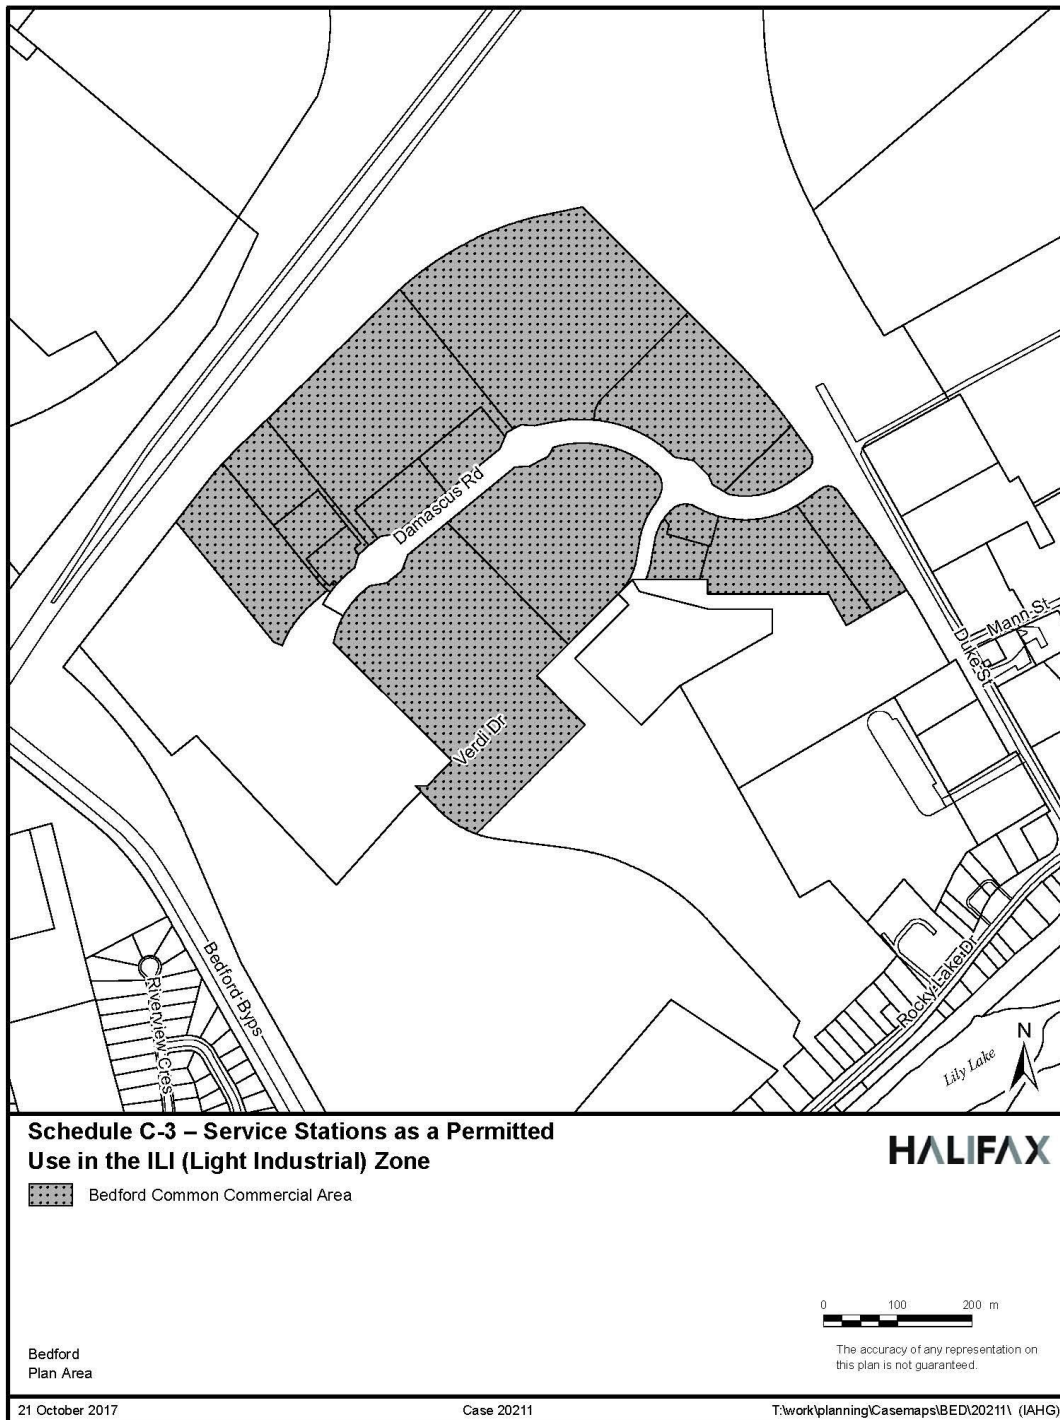 Damascus Rd
Mann St
Duke St
Verdi Dr
Bedford Byps
Riverview Cres
Rocky Lake Dr
Lily Lake
N
Schedule C-3 – Service Stations as a Permitted
Use in the ILI (Light Industrial) Zone
HALIFAX
Bedford Common Commercial Area
0 100 200 m
The accuracy of any representation on
this plan is not guaranteed.
Bedford
Plan Area
21 October 2017
Case 20211
T:\work\planning\Casemaps\BED\20211\ (IAHG)